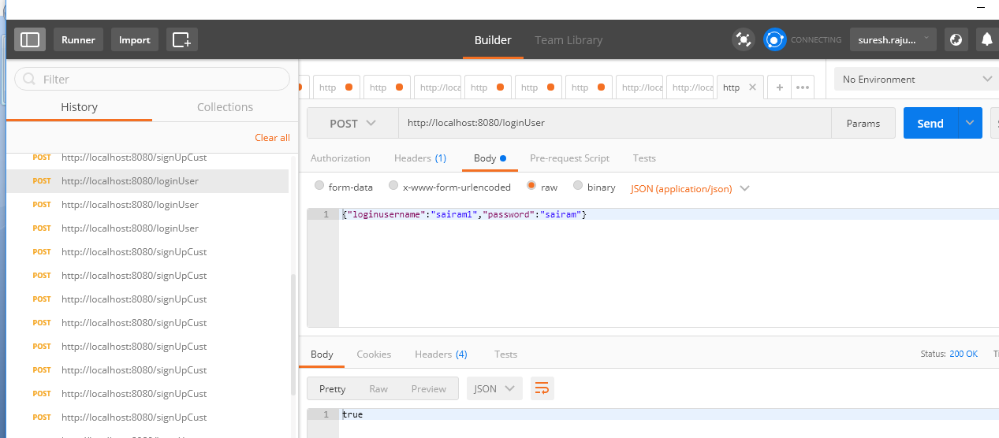 Runner Import Builder Team Library CONNECTING suresh.raju...
Filter
History Collections
Clear all
POST http://localhost:8080/signUpCust
POST http://localhost:8080/loginUser
POST http://localhost:8080/loginUser
POST http://localhost:8080/loginUser
POST http://localhost:8080/signUpCust
POST http://localhost:8080/signUpCust
POST http://localhost:8080/signUpCust
POST http://localhost:8080/signUpCust
POST http://localhost:8080/signUpCust
POST http://localhost:8080/signUpCust
POST http://localhost:8080/signUpCust
POST http://localhost:8080/signUpCust
http http http://loca http http http http://loca http://loca http No Environment
POST http://localhost:8080/loginUser Params Send
Authorization Headers (1) Body Pre-request Script Tests
form-data x-www-form-urlencoded raw binary JSON (application/json)
1 {"loginusername":"sairam1","password":"sairam"}
Body Cookies Headers (4) Tests Status: 200 OK
Pretty Raw Preview JSON
1 true